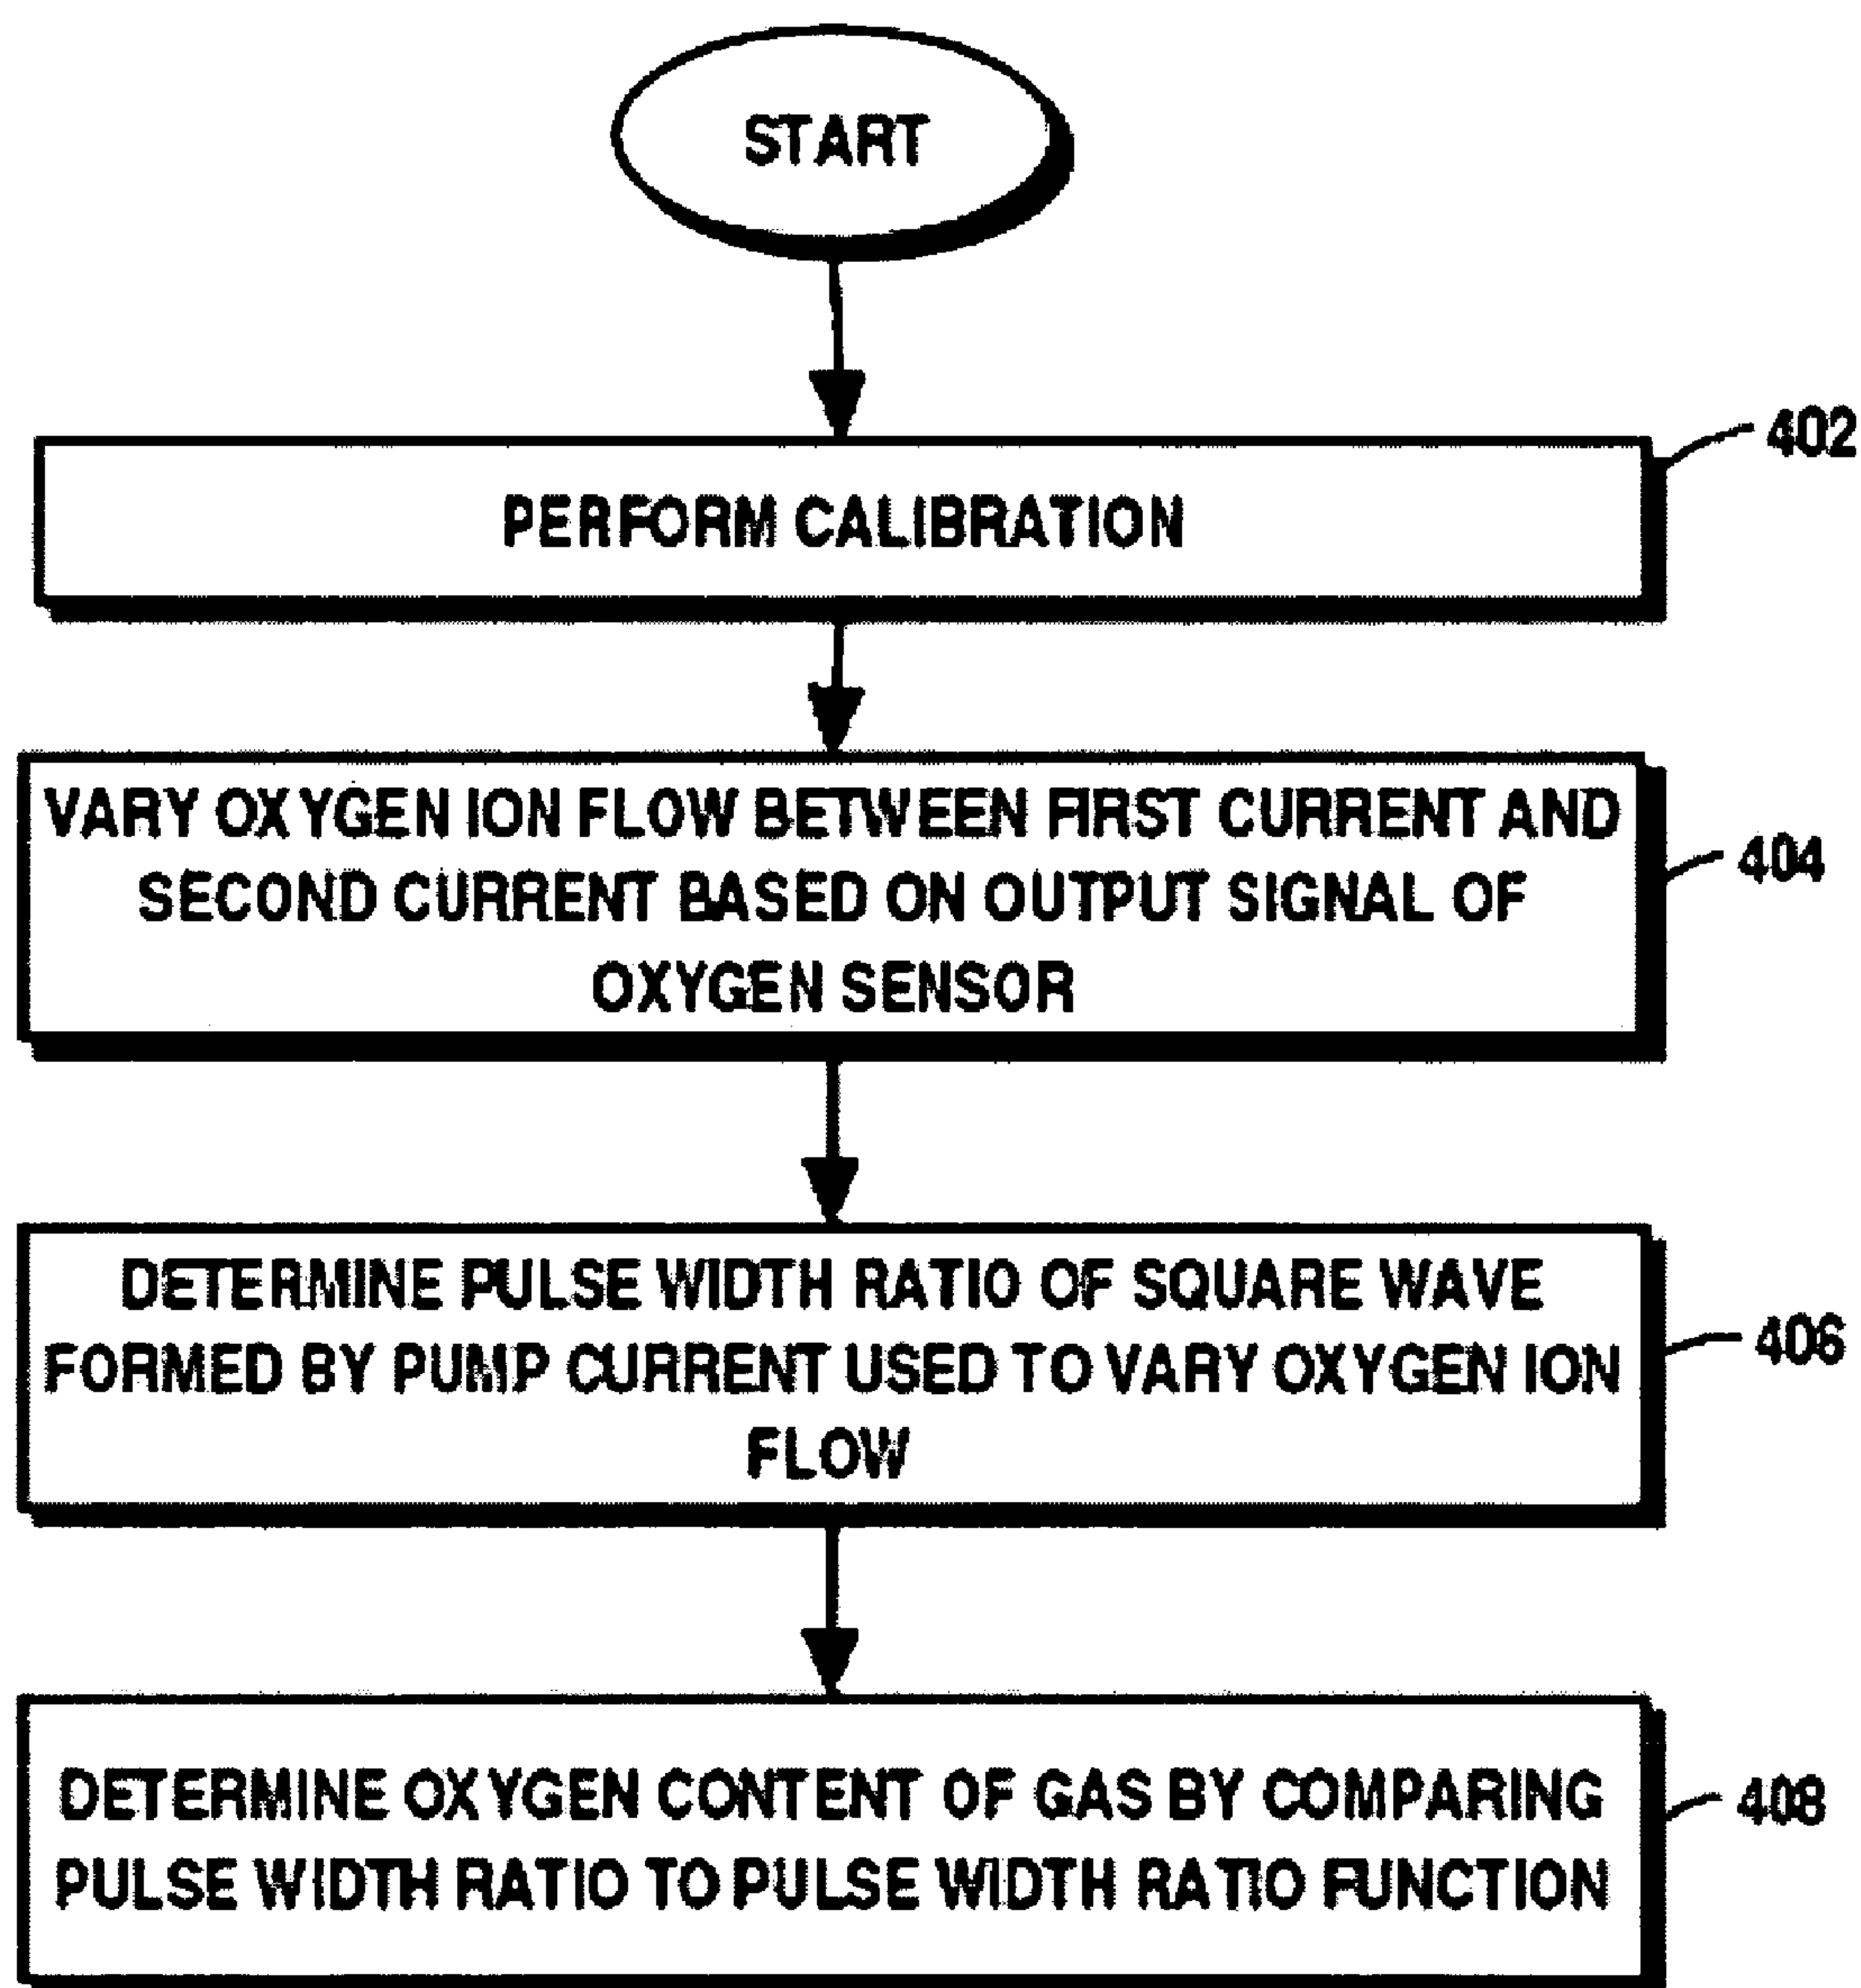 START
402
PERFORM CALIBRATION
VARY OXYGEN ION FLOW BETWEEN FIRST CURRENT AND
SECOND CURRENT BASED ON OUTPUT SIGNAL OF
OXYGEN SENSOR
404
DETERMINE PULSE WIDTH RATIO OF SQUARE WAVE
FORMED BY PUMP CURRENT USED TO VARY OXYGEN ION
FLOW
406
DETERMINE OXYGEN CONTENT OF GAS BY COMPARING
PULSE WIDTH RATIO TO PULSE WIDTH RATIO FUNCTION
408